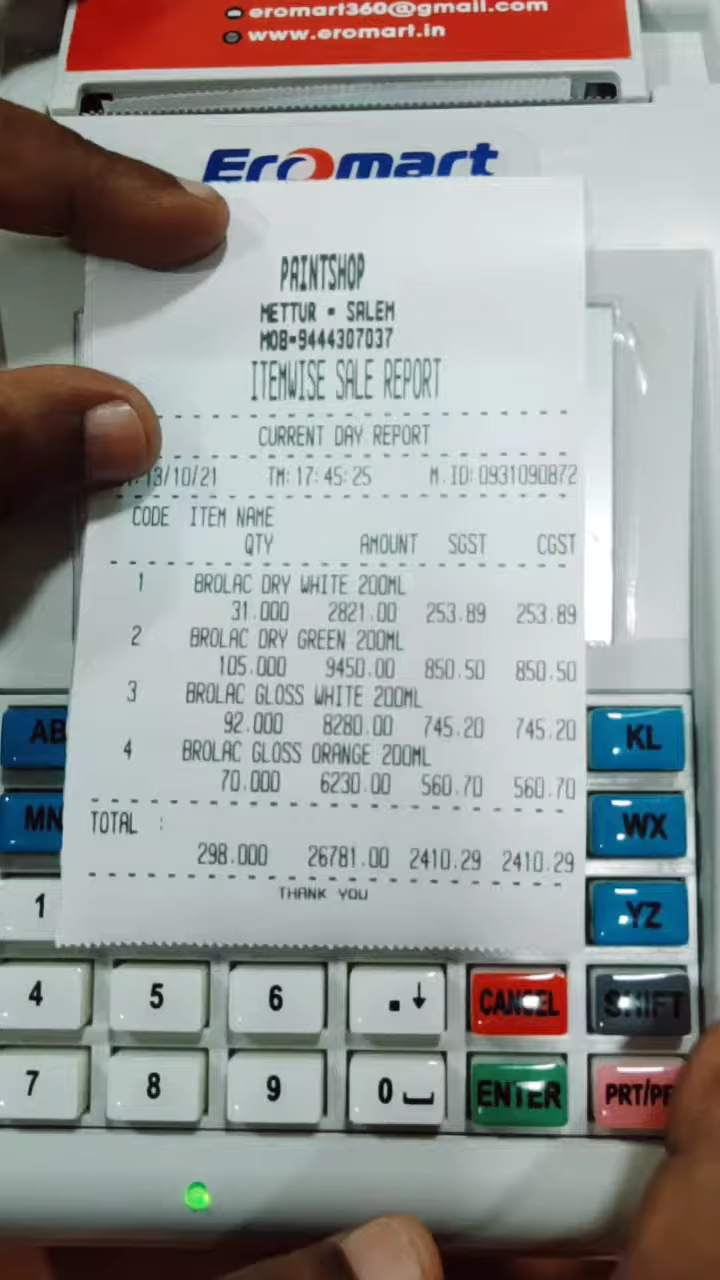 eromart360@gmail.com
www.eromart.in
Eromart
PAINTSHOP
METTUR - SALEM
MOB-9444307037
ITEMWISE SALE REPORT
CURRENT DAY REPORT
13/10/21 TM:17:45:25 M.ID:0931090872
CODE ITEM NAME
QTY AMOUNT SGST CGST
1 BROLAC DRY WHITE 200ML
31.000 2821.00 253.89 253.89
2 BROLAC DRY GREEN 200ML
105.000 9450.00 850.50 850.50
3 BROLAC GLOSS WHITE 200ML
92.000 8280.00 745.20 745.20
4 BROLAC GLOSS ORANGE 200ML
70.000 6230.00 560.70 560.70
TOTAL :
298.000 26781.00 2410.29 2410.29
THANK YOU
AB KL
MN WX
1 YZ
4 5 6 . ↓ CANCEL SHIFT
7 8 9 0 ENTER PRT/PF